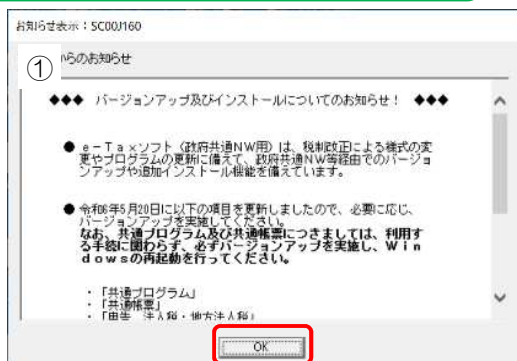 お知らせ表示：SC00J160
①
からのお知らせ
◆◆◆ バージョンアップ及びインストールについてのお知らせ！ ◆◆◆
● e－Taxソフト（政府共通NW用）は、税制改正による様式の変
更やプログラムの更新に備えて、政府共通NW等経由でのバージョ
ンアップや追加インストール機能を備えています。
● 令和6年5月20日に以下の項目を更新しましたので、必要に応じ、
バージョンアップを実施してください。
なお、共通プログラム及び共通帳票につきましては、利用す
る手続に関わらず、必ずバージョンアップを実施し、Ｗｉｎ
ｄｏｗｓの再起動を行ってください。
・「共通プログラム」
・「共通帳票」
・「申告 法人税・地方法人税」
OK